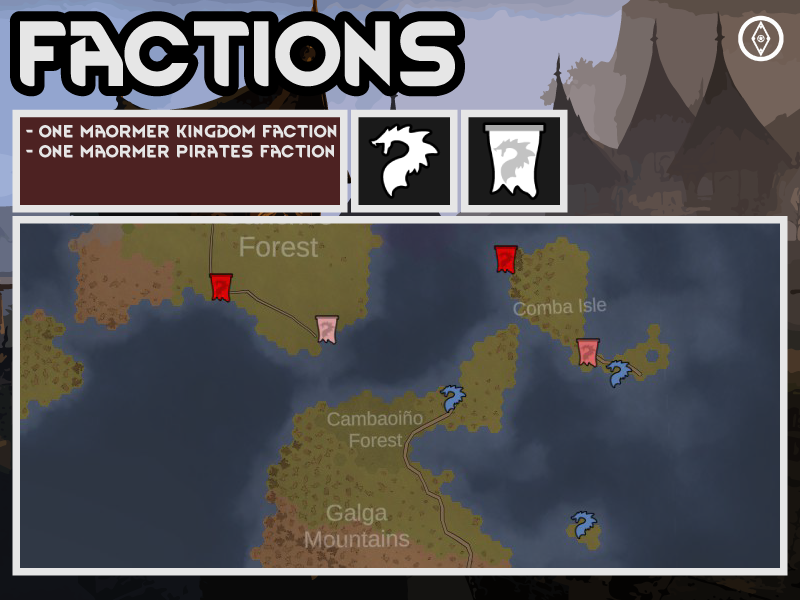 FACTIONS
- ONE MAORMER KINGDOM FACTION
- ONE MAORMER PIRATES FACTION
Forest
Comba Isle
Cambaoiño
Forest
Galga
Mountains